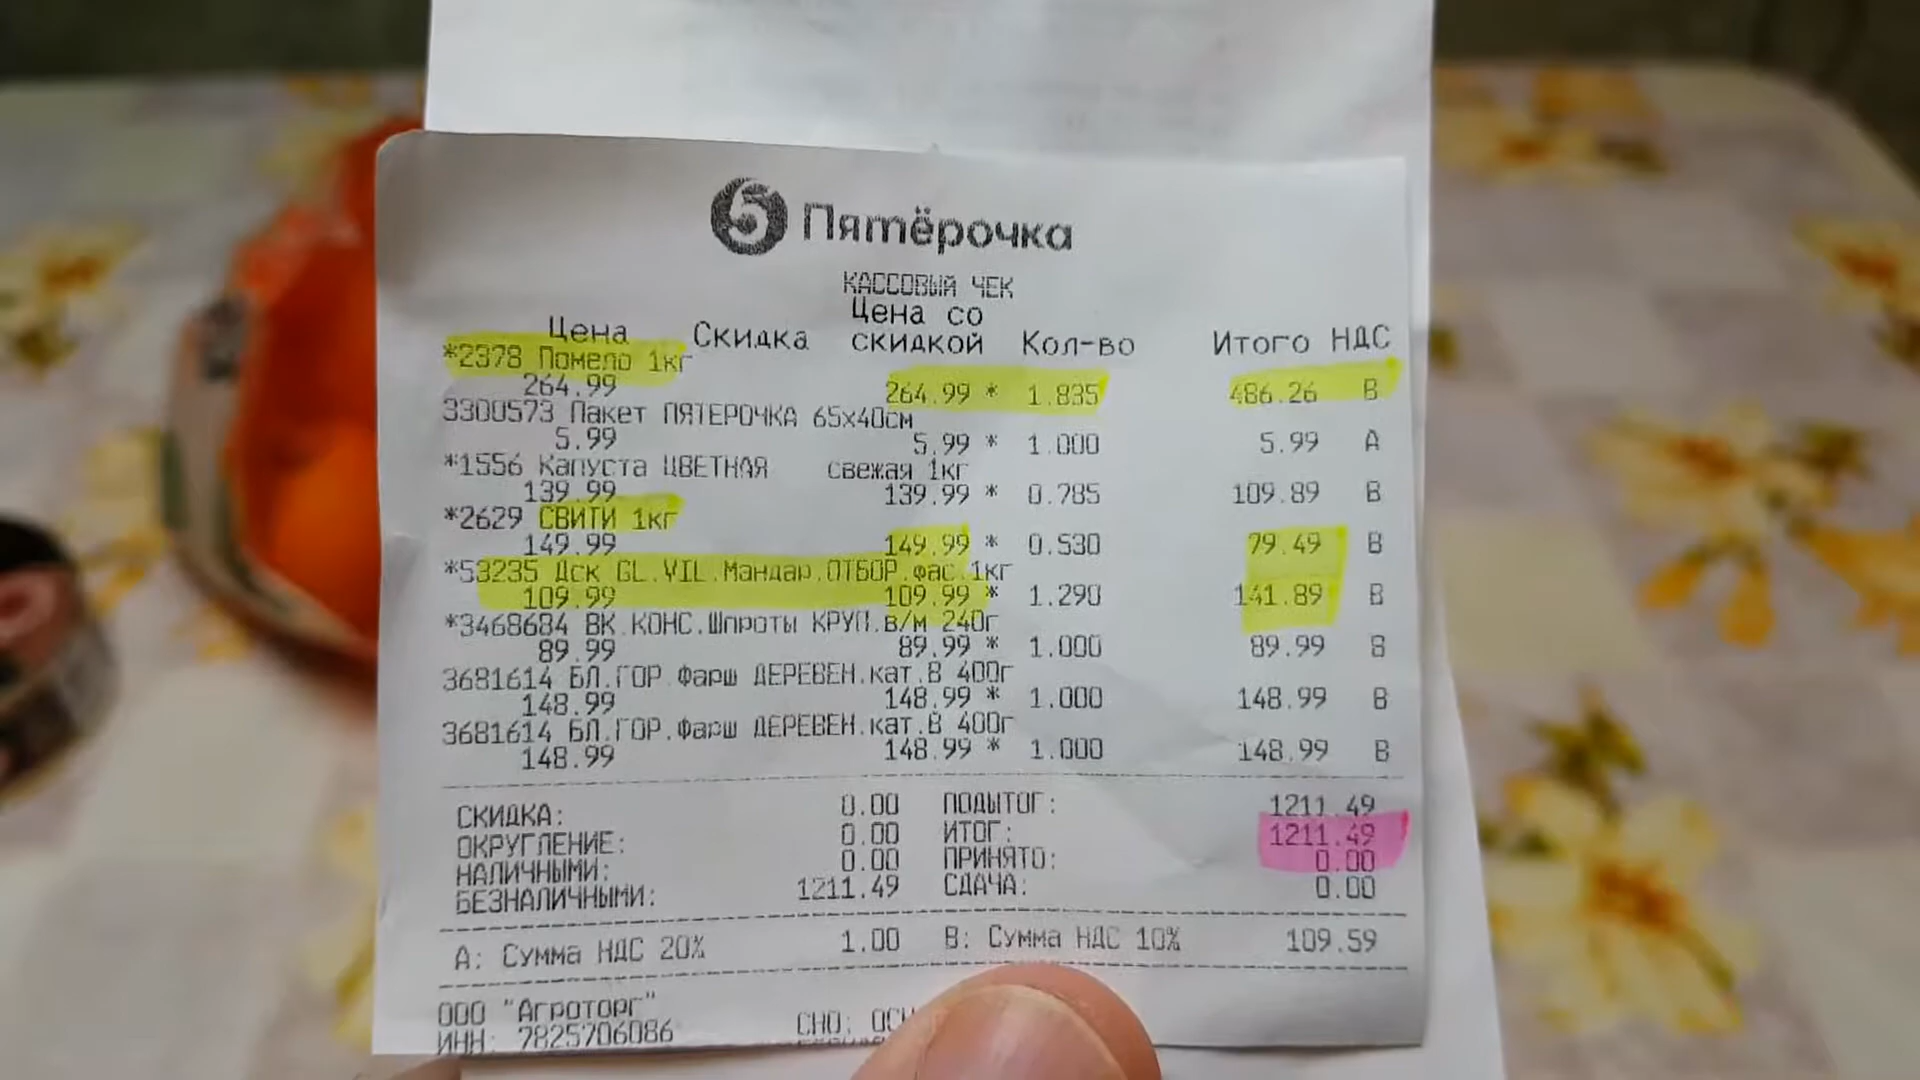 5 Пятёрочка
КАССОВЫЙ ЧЕК
Цена Скидка Цена со скидкой Кол-во Итого НДС
*2378 Помело 1кг
264.99 264.99 * 1.835 486.26 В
3300573 Пакет ПЯТЕРОЧКА 65х40см
5.99 5.99 * 1.000 5.99 А
*1556 Капуста ЦВЕТНАЯ свежая 1кг
139.99 139.99 * 0.785 109.89 В
*2629 СВИТИ 1кг
149.99 149.99 * 0.530 79.49 В
*53235 Дск GL.VIL.Мандар.ОТБОР.фас.1кг
109.99 109.99 * 1.290 141.89 В
*3468684 ВК.КОНС.Шпроты КРУП.в/м 240г
89.99 89.99 * 1.000 89.99 В
3681614 БЛ.ГОР.Фарш ДЕРЕВЕН.кат.В 400г
148.99 148.99 * 1.000 148.99 В
3681614 БЛ.ГОР.Фарш ДЕРЕВЕН.кат.В 400г
148.99 148.99 * 1.000 148.99 В
СКИДКА: 0.00 ПОДЫТОГ: 1211.49
ОКРУГЛЕНИЕ: 0.00 ИТОГ: 1211.49
НАЛИЧНЫМИ: 0.00 ПРИНЯТО: 0.00
БЕЗНАЛИЧНЫМИ: 1211.49 СДАЧА: 0.00
А: Сумма НДС 20% 1.00 В: Сумма НДС 10% 109.59
ООО "Агроторг"
ИНН: 7825706086 СНО: